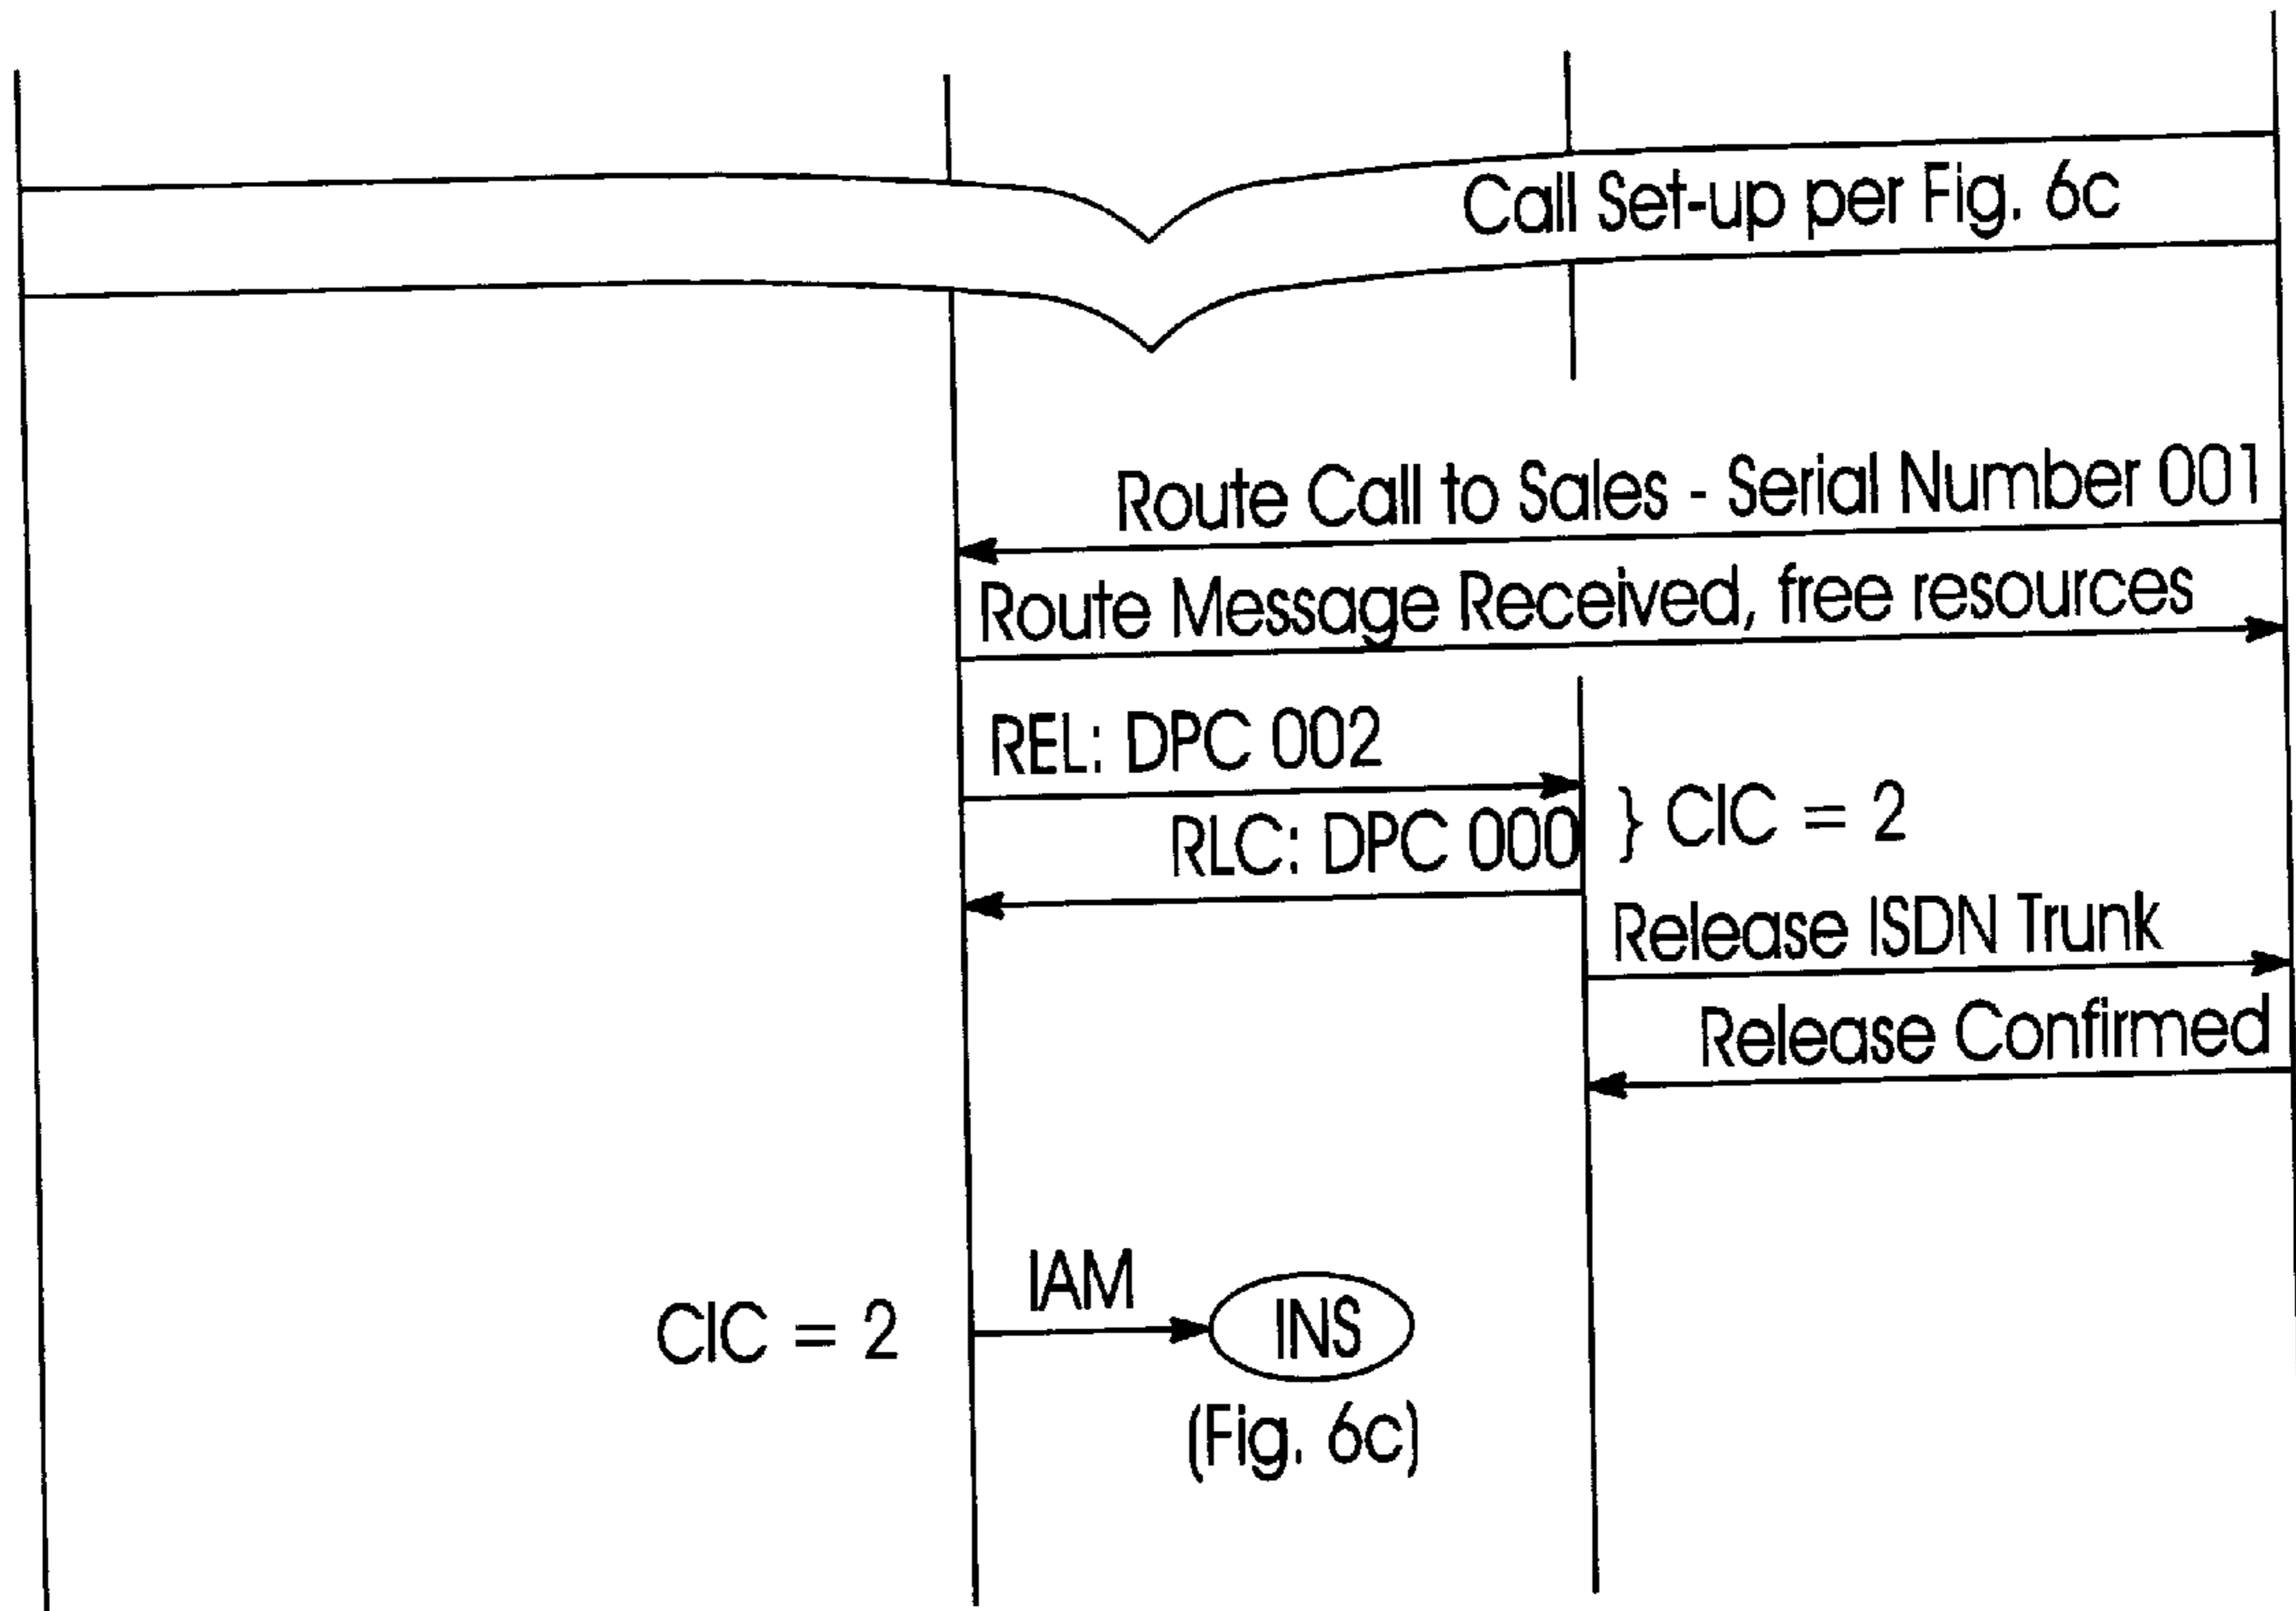 Call Set-up per Fig. 6c
Route Call to Sales - Serial Number 001
Route Message Received, free resources
REL: DPC 002
} CIC = 2
RLC: DPC 000
Release ISDN Trunk
Release Confirmed
IAM
CIC = 2
INS
(Fig. 6c)